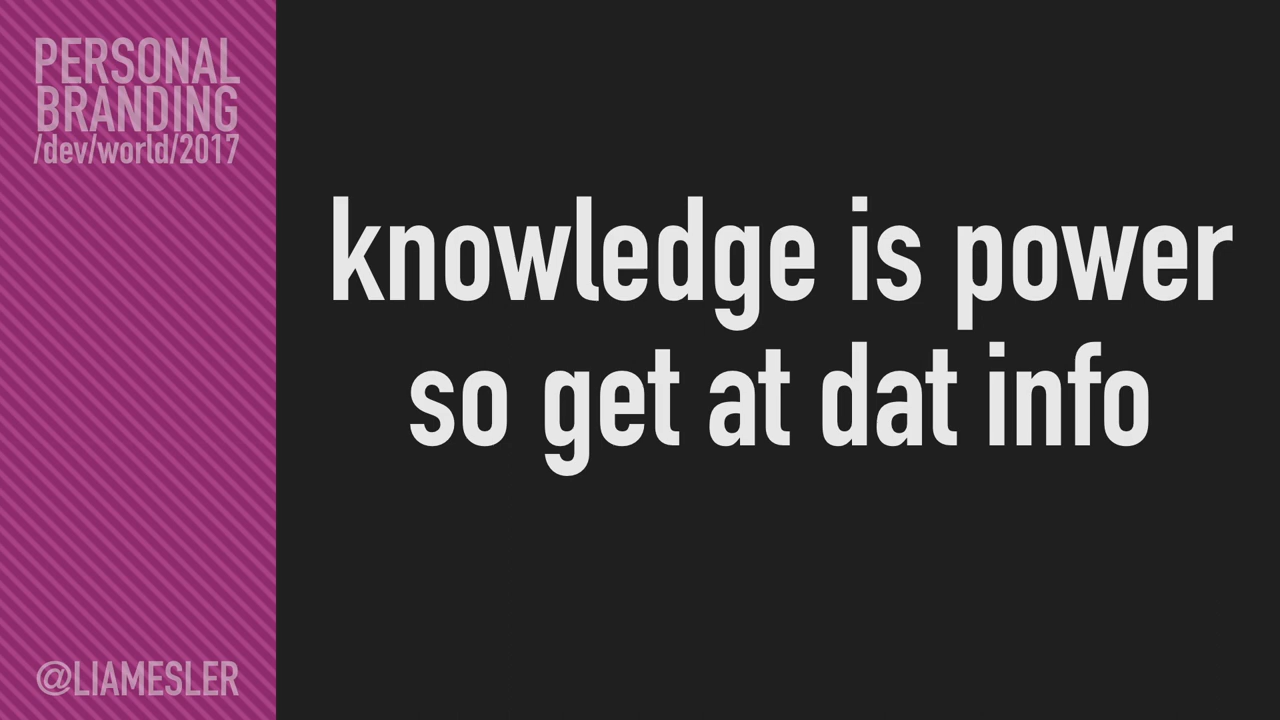 PERSONAL
BRANDING
/dev/world/2017
knowledge is power
so get at dat info
@LIAMESLER